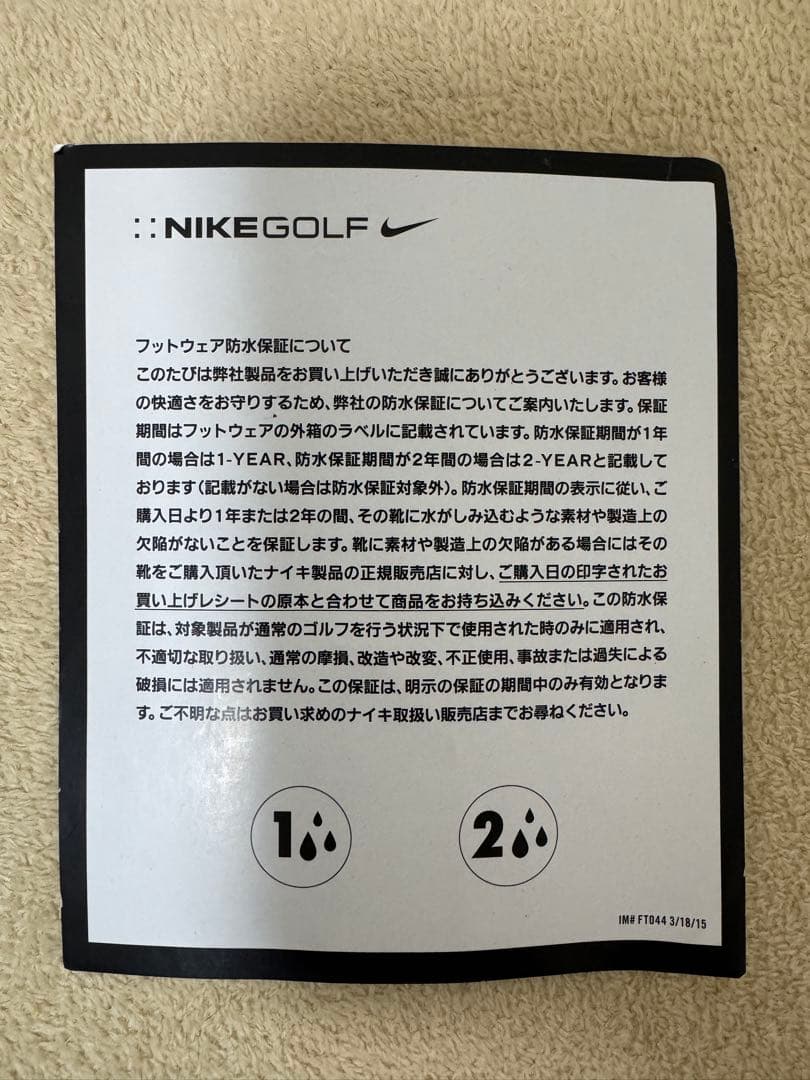 NIKEGOLF
フットウェア防水保証について
このたびは弊社製品をお買い上げいただき誠にありがとうございます。お客様
の快適さをお守りするため、弊社の防水保証についてご案内いたします。保証
期間はフットウェアの外箱のラベルに記載されています。防水保証期間が1年
間の場合は1-YEAR、防水保証期間が2年間の場合は2-YEARと記載して
おります(記載がない場合は防水保証対象外)。防水保証期間の表示に従い、ご
購入日より1年または2年の間、その靴に水がしみ込むような素材や製造上の
欠陥がないことを保証します。靴に素材や製造上の欠陥がある場合にはその
靴をご購入頂いたナイキ製品の正規販売店に対し、ご購入日の印字されたお
買い上げレシートの原本と合わせて商品をお持ち込みください。この防水保
証は、対象製品が通常のゴルフを行う状況下で使用された時のみに適用され、
不適切な取り扱い、通常の摩損、改造や改変、不正使用、事故または過失による
破損には適用されません。この保証は、明示の保証の期間中のみ有効となりま
す。ご不明な点はお買い求めのナイキ取扱い販売店までお尋ねください。
1 2
IM# FT044 3/18/15